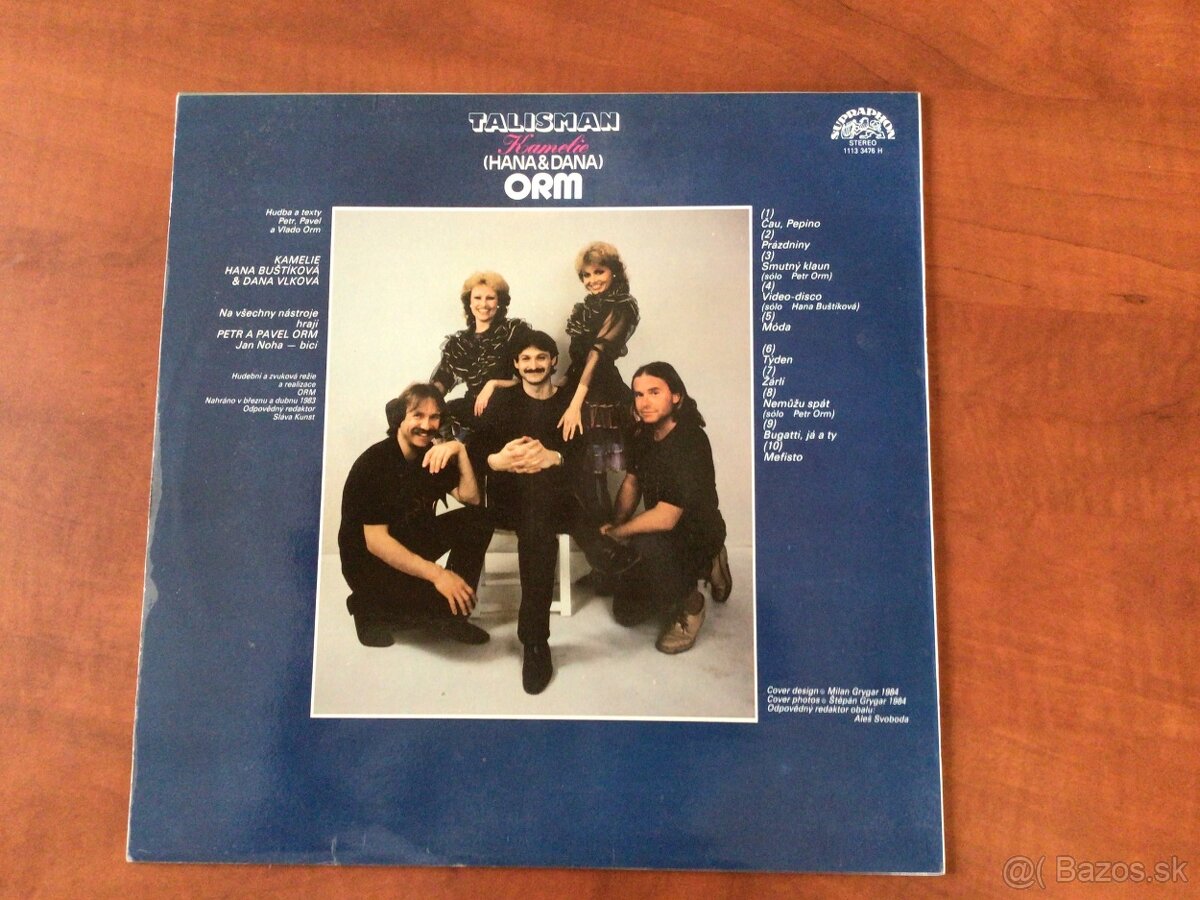 TALISMAN
Kamelie
(HANA & DANA)
ORM
SUPRAPHON
STEREO
1113 3476 H
Hudba a texty
Petr, Pavel
a Vlado Orm
KAMELIE
HANA BUŠTÍKOVÁ
& DANA VLKOVÁ
Na všechny nástroje
hrají
PETR A PAVEL ORM
Jan Noha — bicí
Hudební a zvuková režie
a realizace
ORM
Nahráno v březnu a dubnu 1983
Odpovědný redaktor
Sláva Kunst
(1)
Čau, Pepino
(2)
Prázdniny
(3)
Smutný klaun
(sólo Petr Orm)
(4)
Video-disco
(sólo Hana Buštíková)
(5)
Móda
(6)
Týden
(7)
Žárlí
(8)
Nemůžu spát
(sólo Petr Orm)
(9)
Bugatti, já a ty
(10)
Mefisto
Cover design © Milan Grygar 1984
Cover photos © Štěpán Grygar 1984
Odpovědný redaktor obalu:
Aleš Svoboda
@( Bazos.sk